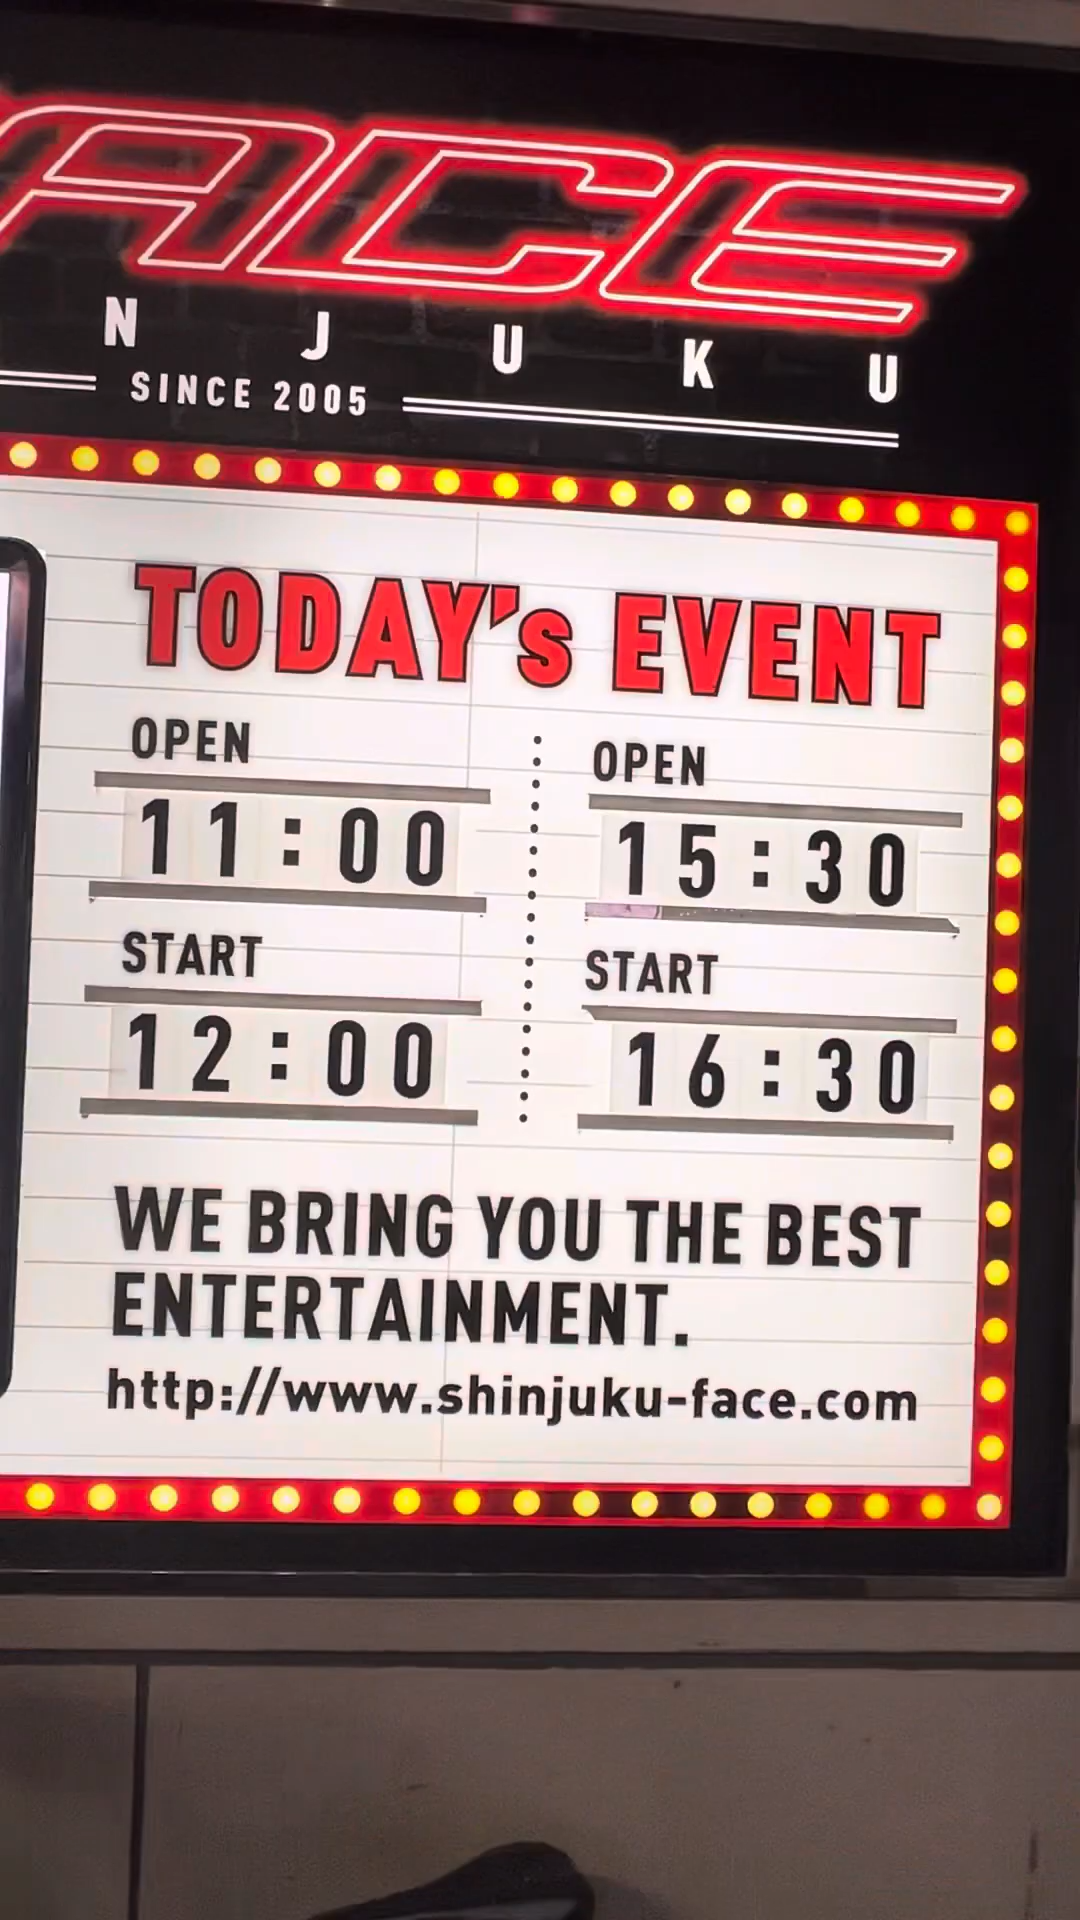 ACE
NJUKU
SINCE 2005
TODAY's EVENT
OPEN
11:00
START
12:00
OPEN
15:30
START
16:30
WE BRING YOU THE BEST
ENTERTAINMENT.
http://www.shinjuku-face.com